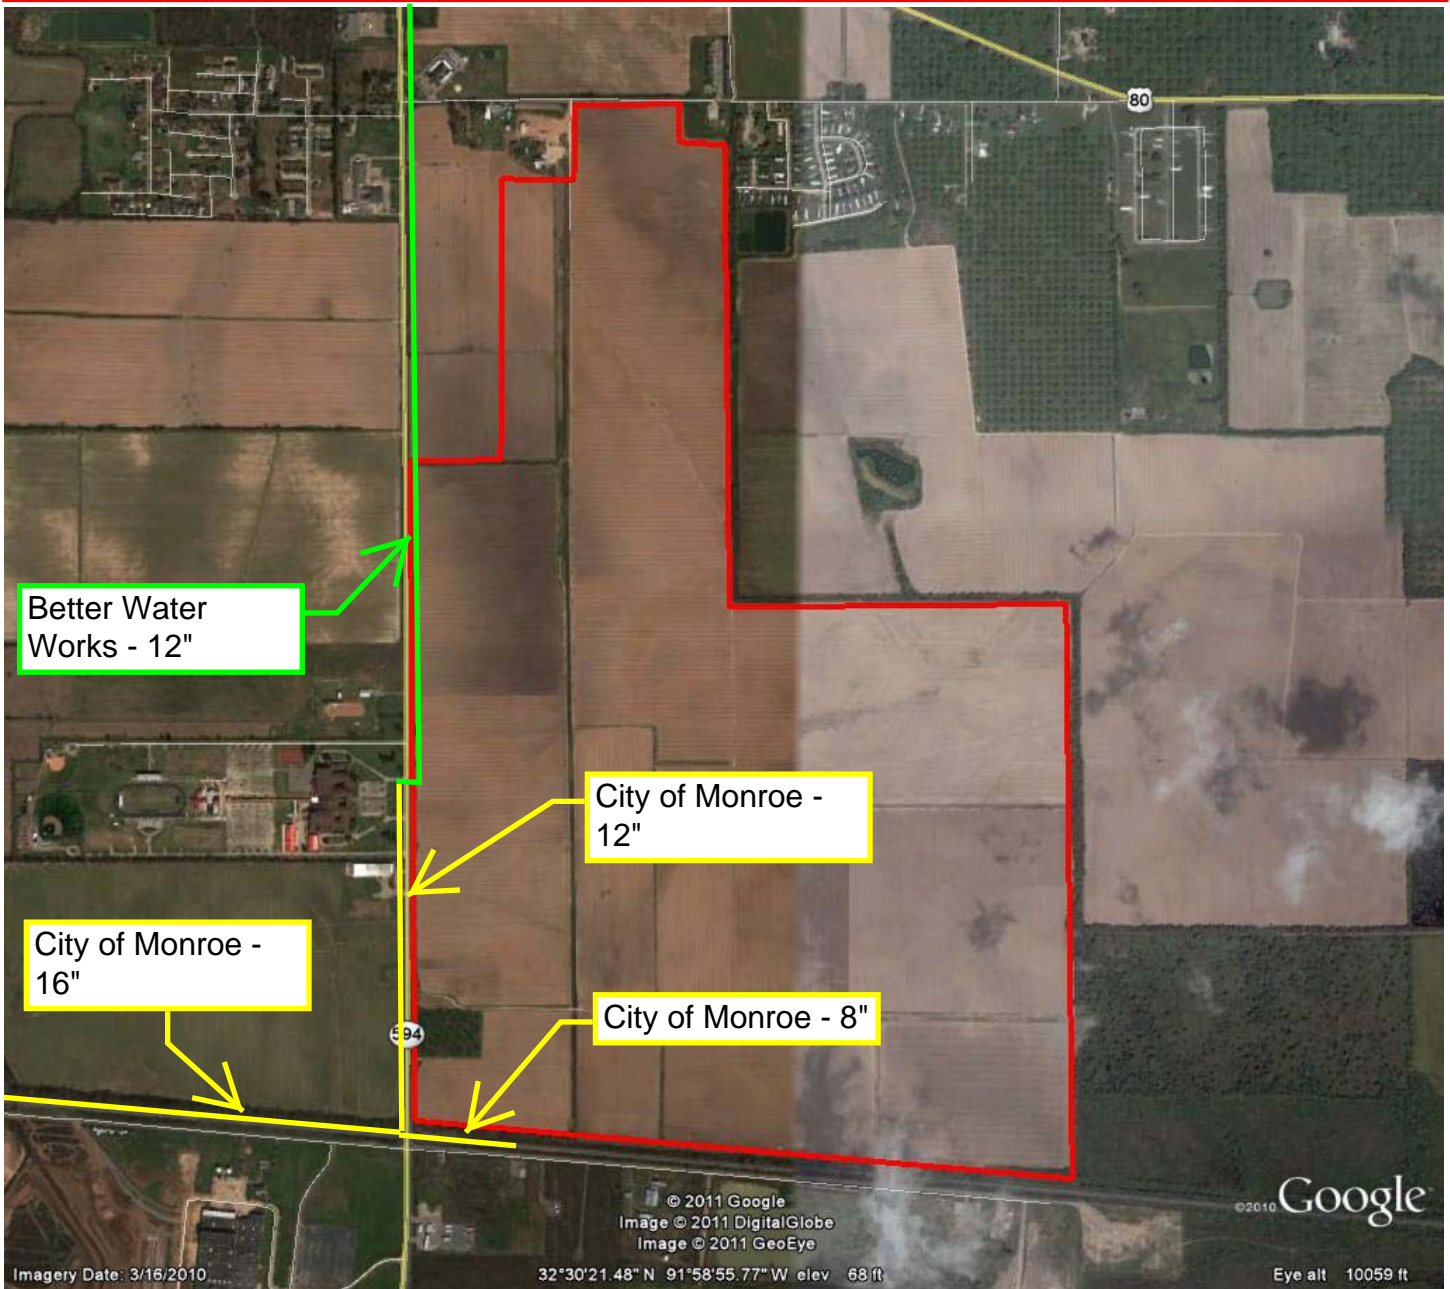 80
Better Water
Works - 12"
City of Monroe -
12"
City of Monroe -
16"
City of Monroe - 8"
594
© 2011 Google
Image © 2011 DigitalGlobe
Image © 2011 GeoEye
©2010 Google
Imagery Date: 3/16/2010
32°30'21.48" N 91°58'55.77" W elev 68 ft
Eye alt 10059 ft